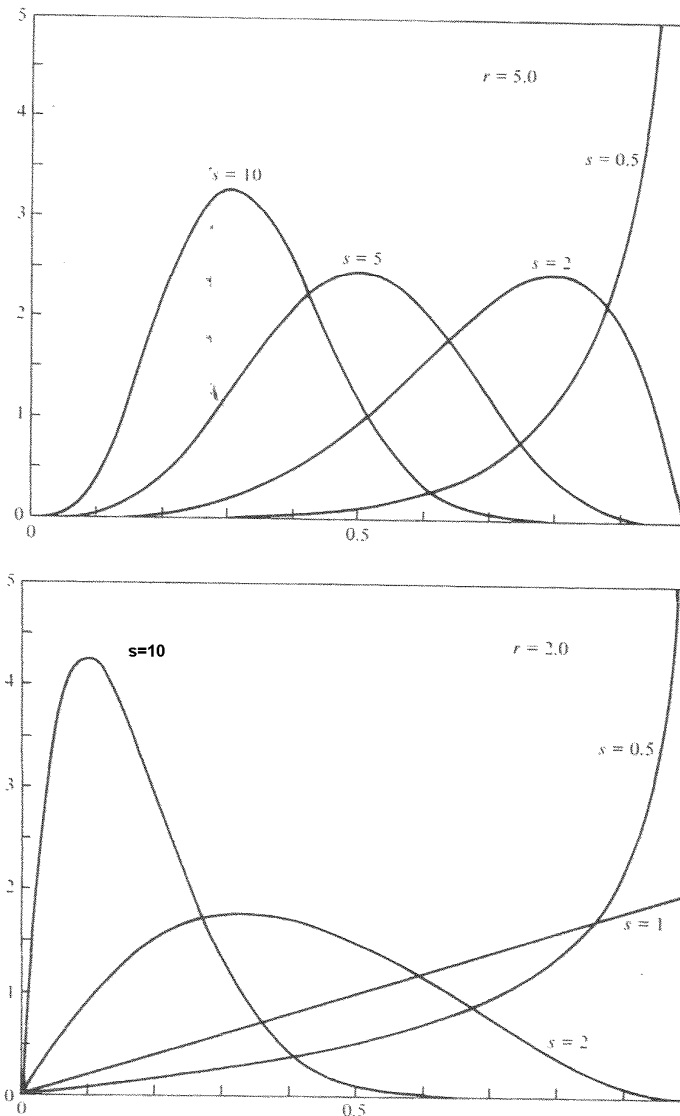 5
r = 5.0
4
s = 0.5
s = 10
3
s = 5
s = 2
2
1
0
0
0.5
5
s=10
r = 2.0
4
s = 0.5
3
2
s = 1
1
s = 2
0
0
0.5